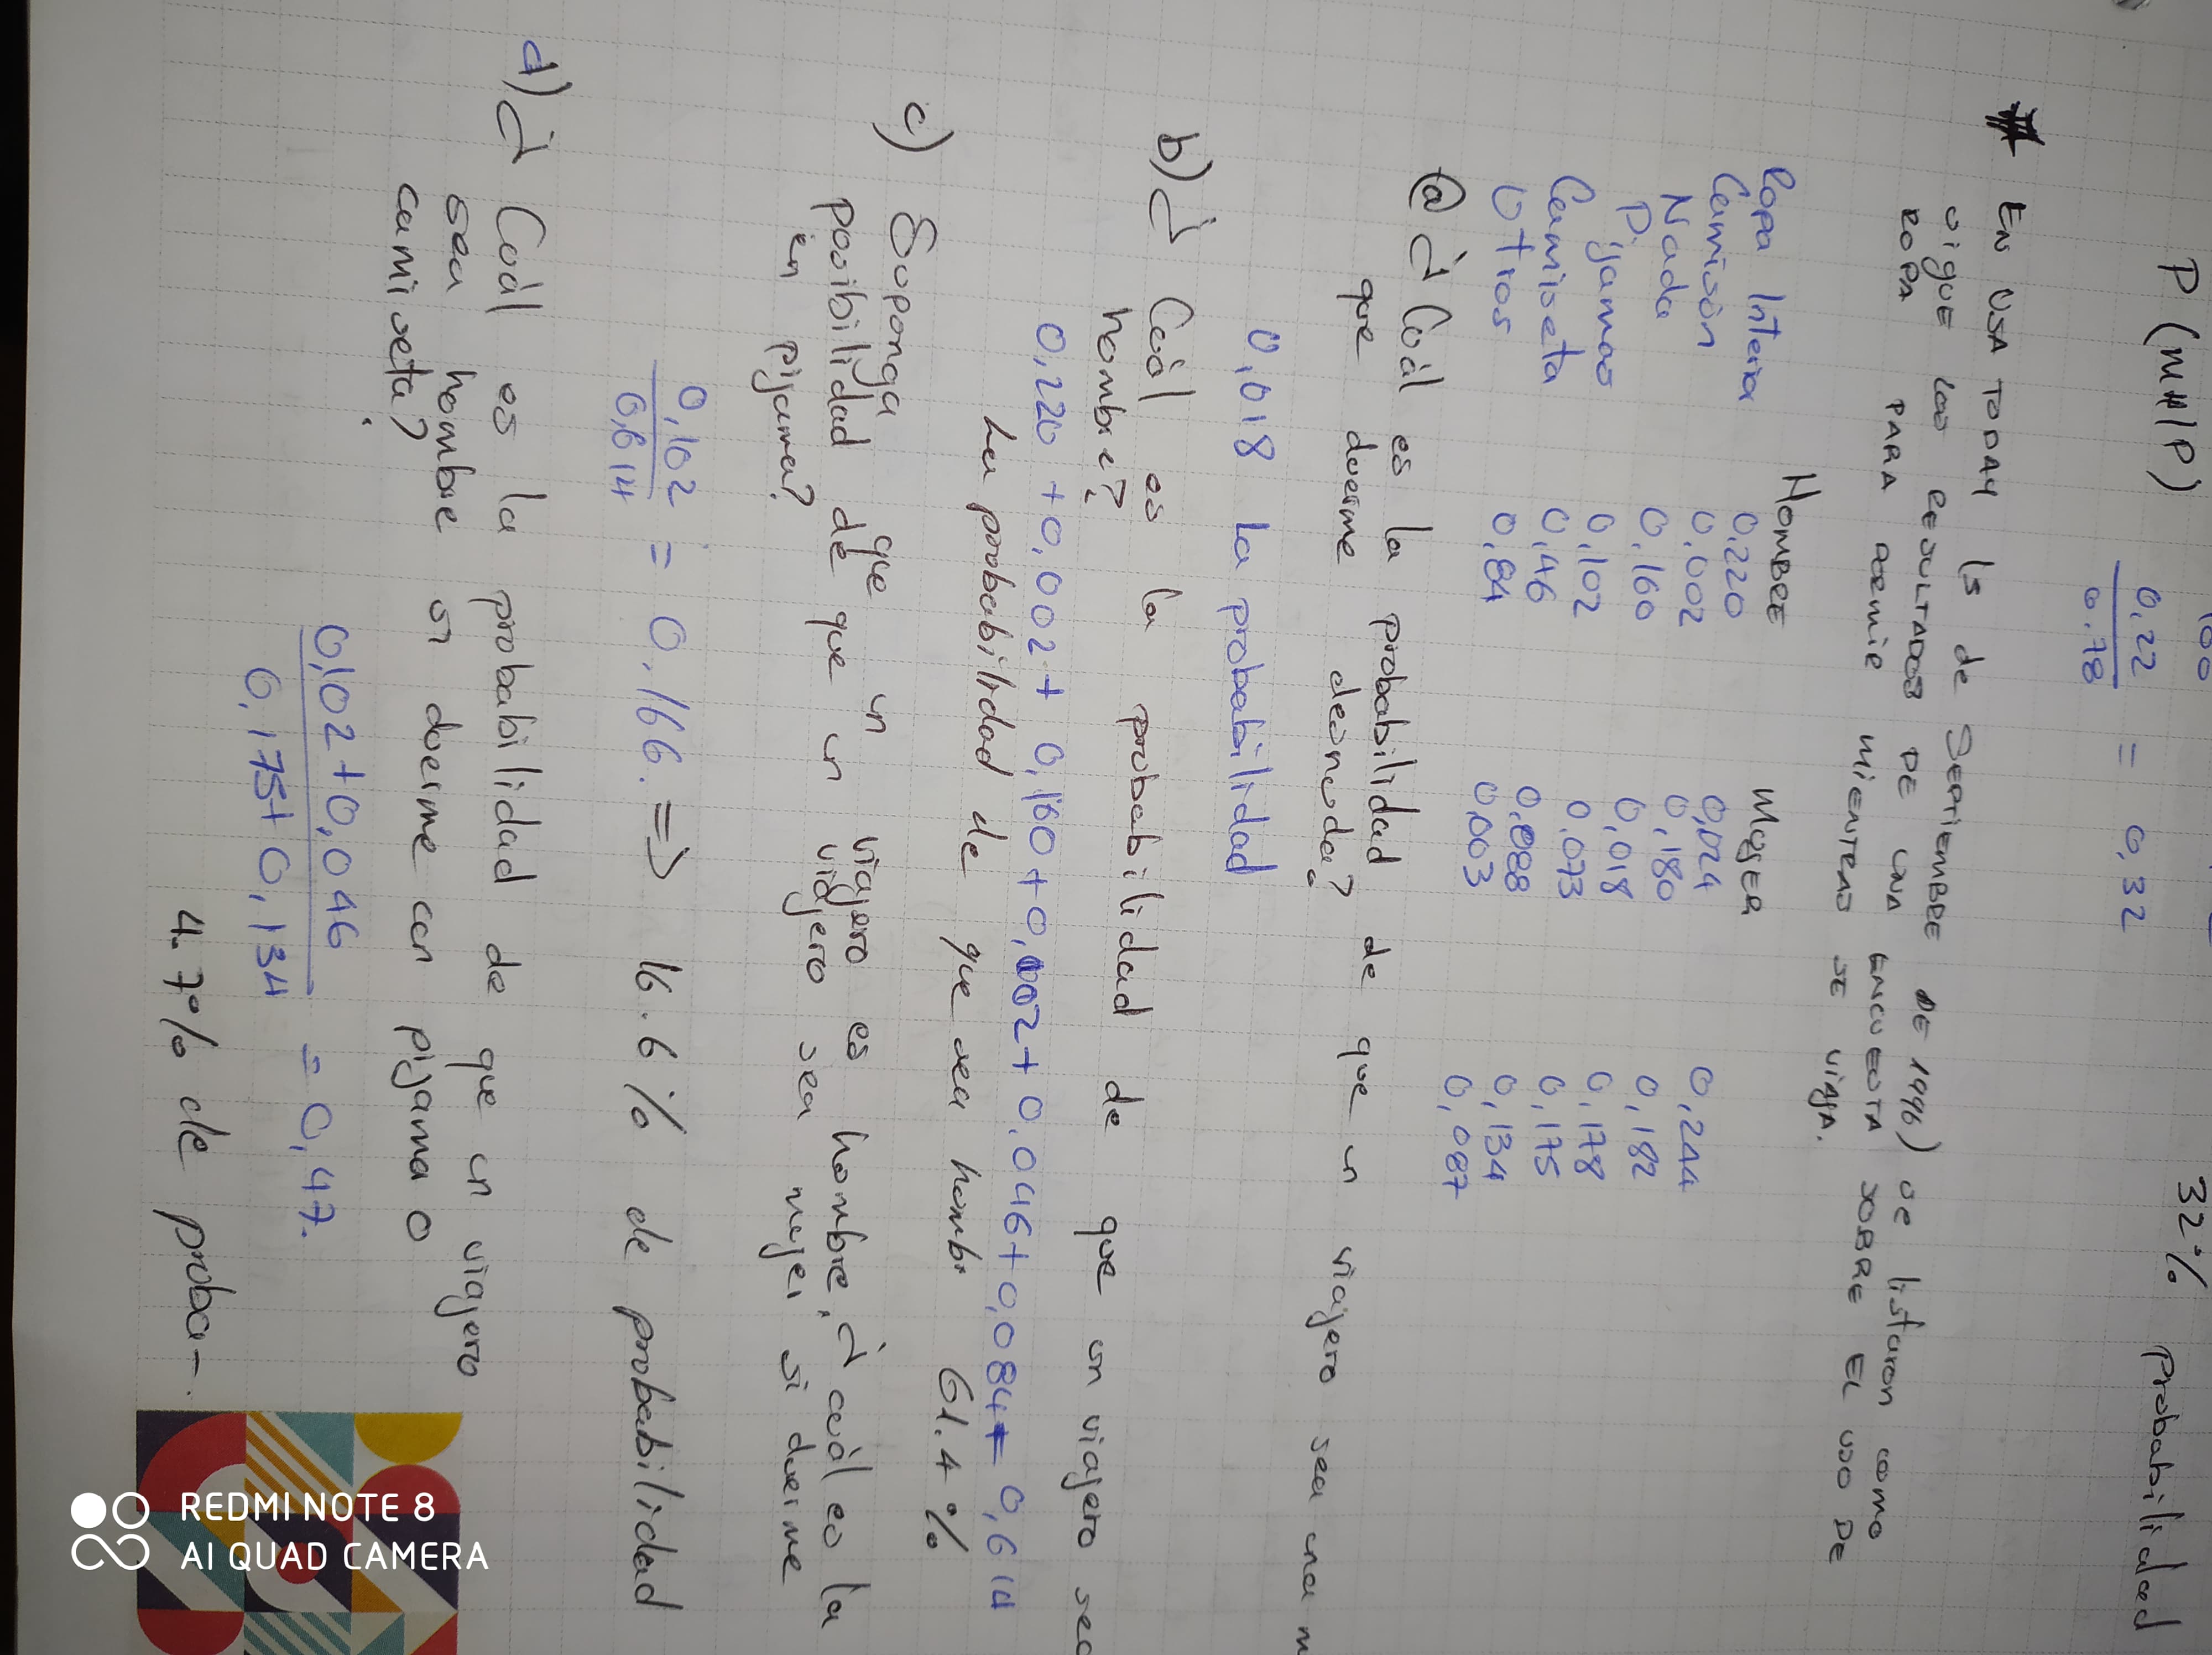 100
P(MH|P) 0,22 / 0,78 = 0,32 32% Probabilidad
* EN USA TODAY 15 de SEPTIEMBRE DE 1996) se listaron como
sigue los RESULTADOS DE UNA ENCUESTA SOBRE EL USO DE
ROPA PARA DORMIR MIENTRAS SE VIAJA.
HOMBRE MUJER
Ropa Interior 0,220 0,024 0,244
Camisón 0,002 0,180 0,182
Nada 0,160 0,018 0,178
Pijamas 0,102 0,073 0,175
Camiseta 0,46 0,088 0,134
Otros 0,84 0,003 0,087
a) ¿Cuál es la probabilidad de que un viajero sea una m
que duerme desnuda?
0,018 La probabilidad
b) ¿Cuál es la probabilidad de que un viajero sea
hombre?
0,220 + 0,002 + 0,160 + 0,002 + 0,046 + 0,084 = 0,614
La probabilidad de que sea hombr 61.4%
c) Suponga que un viajero es hombre, ¿cuál es la
posibilidad de que un viajero sea mujer si duerme
en pijama?
0,102 / 0,614 = 0,166. => 16.6% de probabilidad
d) ¿Cuál es la probabilidad de que un viajero
sea hombre si duerme con pijama o
camiseta?
0,102 + 0,046 / 0,175 + 0,134 = 0,47.
4.7% de proba-.
REDMI NOTE 8
AI QUAD CAMERA